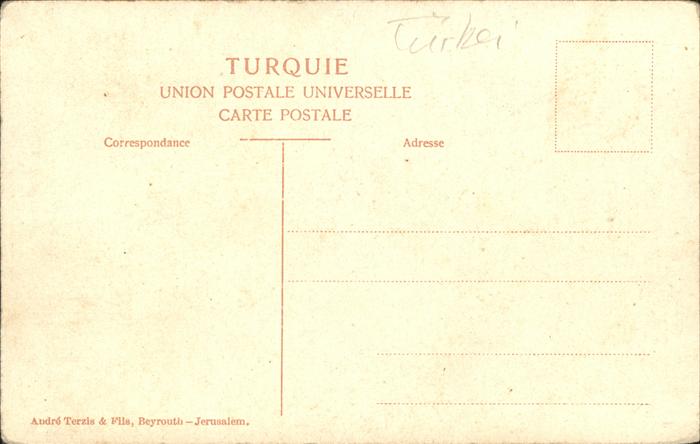 Türkei
TURQUIE
UNION POSTALE UNIVERSELLE
CARTE POSTALE
Correspondance
Adresse
André Terzis & Fils, Beyrouth – Jerusalem.